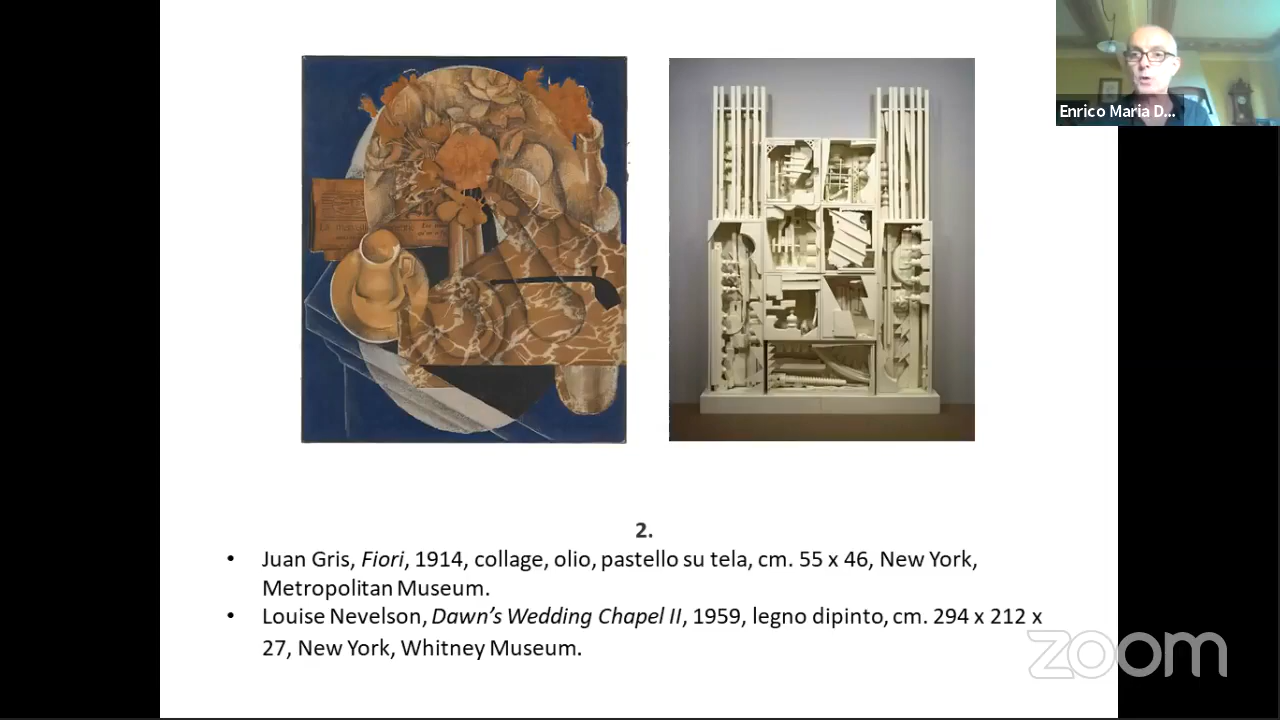 Enrico Maria D...
2.
• Juan Gris, Fiori, 1914, collage, olio, pastello su tela, cm. 55 x 46, New York,
Metropolitan Museum.
• Louise Nevelson, Dawn’s Wedding Chapel II, 1959, legno dipinto, cm. 294 x 212 x
27, New York, Whitney Museum.
zoom